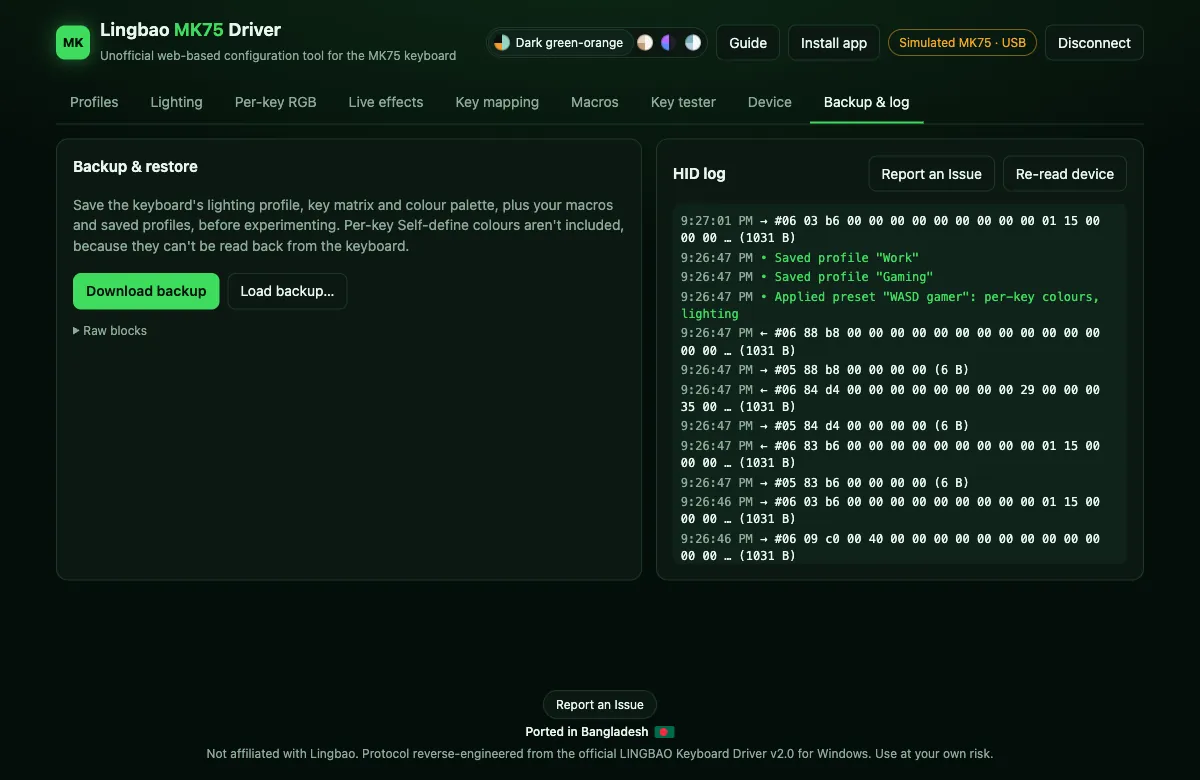 MK
Lingbao MK75 Driver
Unofficial web-based configuration tool for the MK75 keyboard
Dark green-orange
Guide
Install app
Simulated MK75 · USB
Disconnect
Profiles
Lighting
Per-key RGB
Live effects
Key mapping
Macros
Key tester
Device
Backup & log
Backup & restore
Save the keyboard's lighting profile, key matrix and colour palette, plus your macros
and saved profiles, before experimenting. Per-key Self-define colours aren't included,
because they can't be read back from the keyboard.
Download backup
Load backup...
Raw blocks
HID log
Report an Issue
Re-read device
9:27:01 PM → #06 03 b6 00 00 00 00 00 00 00 00 00 01 15 00
00 00 … (1031 B)
9:26:47 PM • Saved profile "Work"
9:26:47 PM • Saved profile "Gaming"
9:26:47 PM • Applied preset "WASD gamer": per-key colours,
lighting
9:26:47 PM ← #06 88 b8 00 00 00 00 00 00 00 00 00 00 00 00
00 00 … (1031 B)
9:26:47 PM → #05 88 b8 00 00 00 00 (6 B)
9:26:47 PM ← #06 84 d4 00 00 00 00 00 00 00 00 29 00 00 00
35 00 … (1031 B)
9:26:47 PM → #05 84 d4 00 00 00 00 (6 B)
9:26:47 PM ← #06 83 b6 00 00 00 00 00 00 00 00 00 01 15 00
00 00 … (1031 B)
9:26:47 PM → #05 83 b6 00 00 00 00 (6 B)
9:26:46 PM → #06 03 b6 00 00 00 00 00 00 00 00 00 01 15 00
00 00 … (1031 B)
9:26:46 PM → #06 09 c0 00 40 00 00 00 00 00 00 00 00 00 00
00 00 … (1031 B)
Report an Issue
Ported in Bangladesh
Not affiliated with Lingbao. Protocol reverse-engineered from the official LINGBAO Keyboard Driver v2.0 for Windows. Use at your own risk.